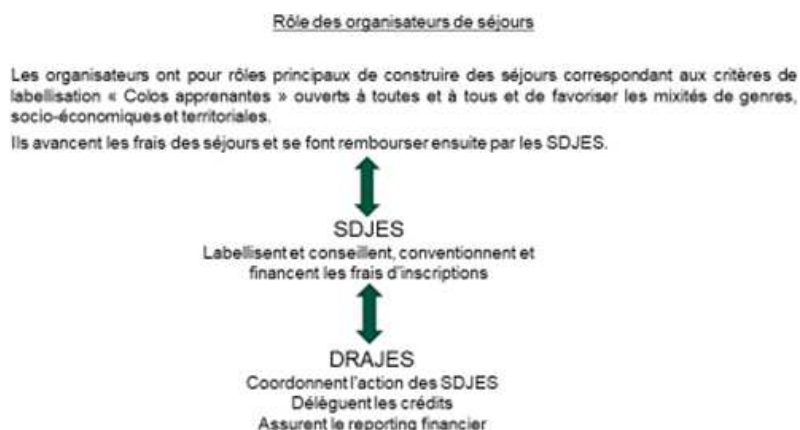 Rôle des organisateurs de séjours
Les organisateurs ont pour rôles principaux de construire des séjours correspondant aux critères de
labellisation « Colos apprenantes » ouverts à toutes et à tous et de favoriser les mixités de genres,
socio-économiques et territoriales.
Ils avancent les frais des séjours et se font rembourser ensuite par les SDJES.
SDJES
Labellisent et conseillent, conventionnent et
financent les frais d'inscriptions
DRAJES
Coordonnent l'action des SDJES
Délèguent les crédits
Assurent le reporting financier